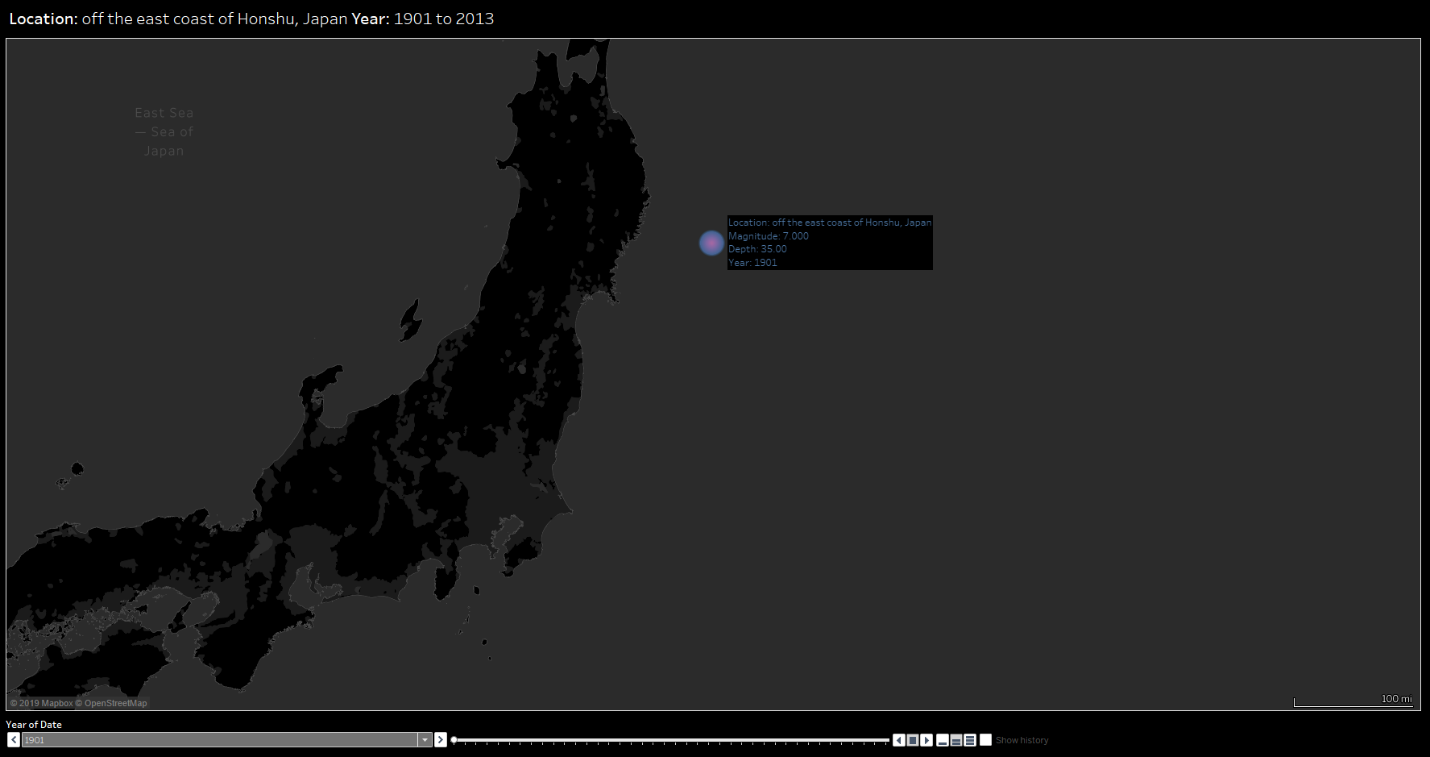 Location: off the east coast of Honshu, Japan Year: 1901 to 2013
East Sea
— Sea of
Japan
Location: off the east coast of Honshu, Japan
Magnitude: 7.000
Depth: 35.00
Year: 1901
© 2019 Mapbox © OpenStreetMap
100 mi
Year of Date
1901
Show history